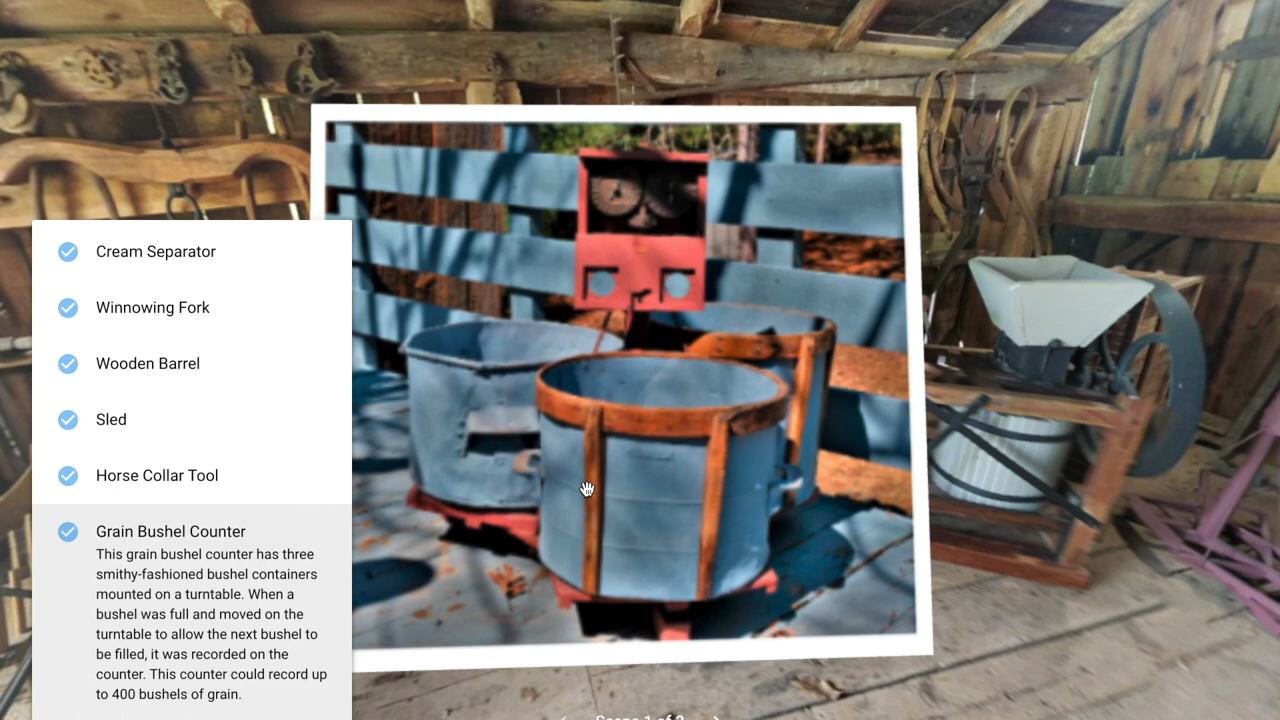 Cream Separator
Winnowing Fork
Wooden Barrel
Sled
Horse Collar Tool
Grain Bushel Counter
This grain bushel counter has three
smithy-fashioned bushel containers
mounted on a turntable. When a
bushel was full and moved on the
turntable to allow the next bushel to
be filled, it was recorded on the
counter. This counter could record up
to 400 bushels of grain.